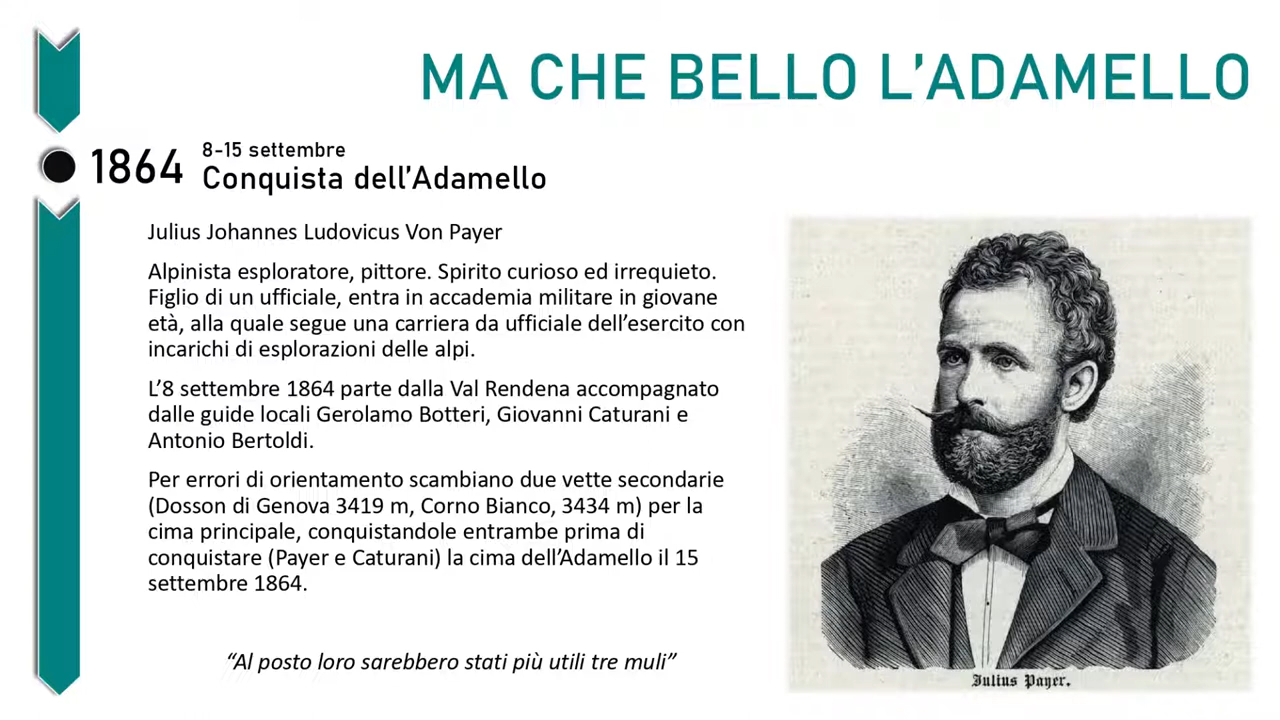 MA CHE BELLO L’ADAMELLO
1864
8-15 settembre
Conquista dell’Adamello
Julius Johannes Ludovicus Von Payer
Alpinista esploratore, pittore. Spirito curioso ed irrequieto.
Figlio di un ufficiale, entra in accademia militare in giovane
età, alla quale segue una carriera da ufficiale dell’esercito con
incarichi di esplorazioni delle alpi.
L’8 settembre 1864 parte dalla Val Rendena accompagnato
dalle guide locali Gerolamo Botteri, Giovanni Caturani e
Antonio Bertoldi.
Per errori di orientamento scambiano due vette secondarie
(Dosson di Genova 3419 m, Corno Bianco, 3434 m) per la
cima principale, conquistandole entrambe prima di
conquistare (Payer e Caturani) la cima dell’Adamello il 15
settembre 1864.
“Al posto loro sarebbero stati più utili tre muli”
Julius Payer.